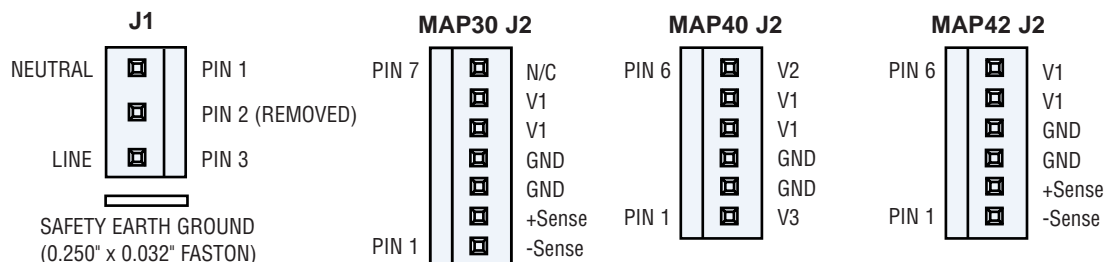 J1
NEUTRAL PIN 1
PIN 2 (REMOVED)
LINE PIN 3
SAFETY EARTH GROUND
(0.250" x 0.032" FASTON)
MAP30 J2
PIN 7 N/C
V1
V1
GND
GND
+Sense
PIN 1 -Sense
MAP40 J2
PIN 6 V2
V1
V1
GND
GND
PIN 1 V3
MAP42 J2
PIN 6 V1
V1
GND
GND
+Sense
PIN 1 -Sense